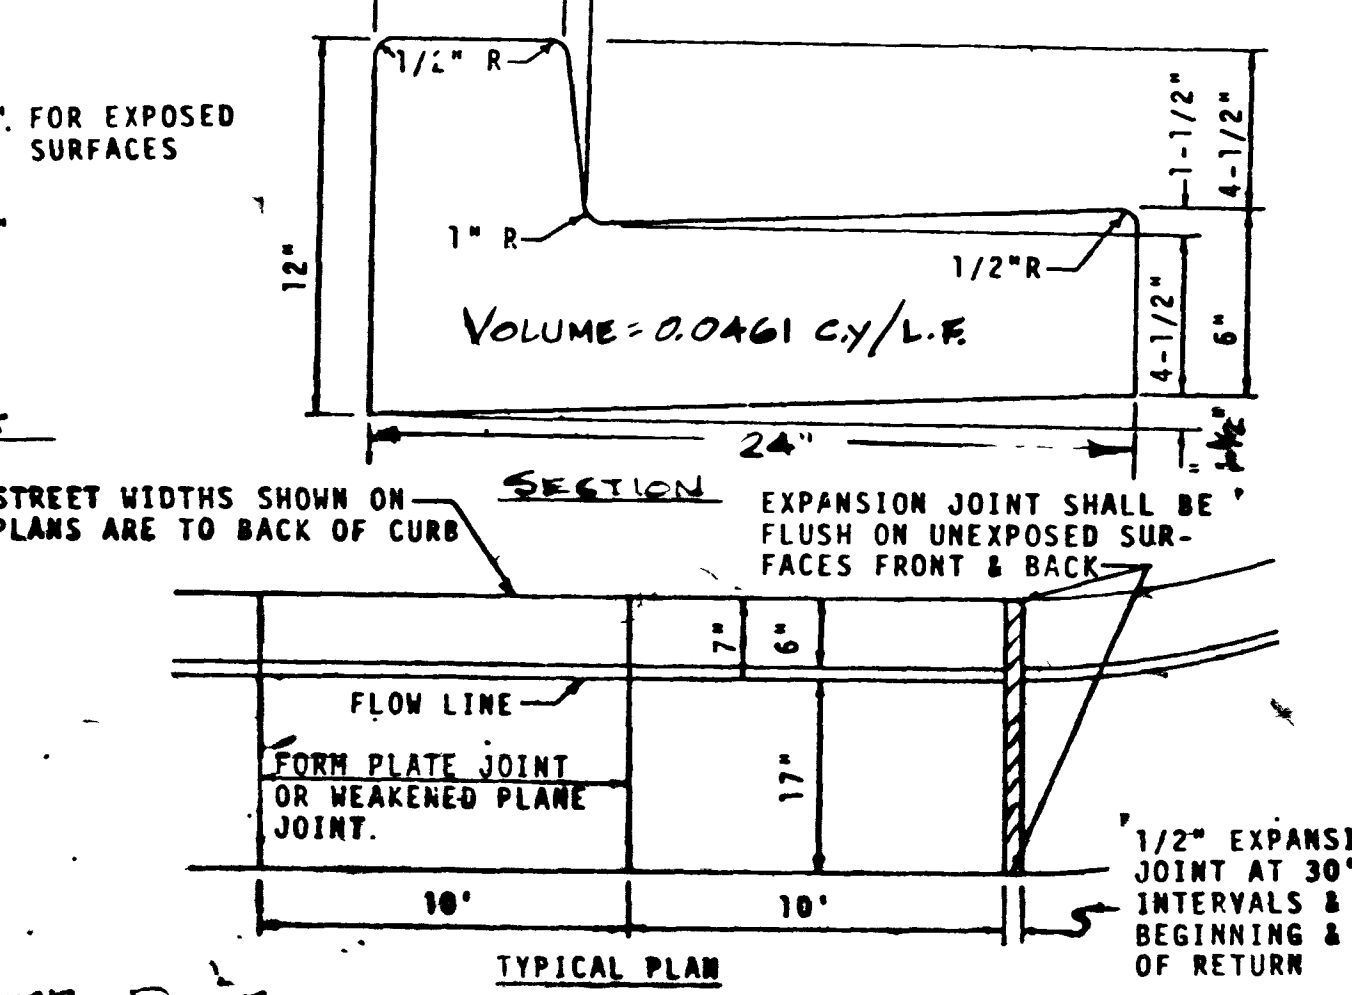 1/2" R
FOR EXPOSED
SURFACES
1-1/2"
4-1/2"
12"
1" R
1/2"R
4-1/2"
6"
VOLUME = 0.0461 C.Y/L.F.
24"
SECTION
STREET WIDTHS SHOWN ON
PLANS ARE TO BACK OF CURB
EXPANSION JOINT SHALL BE
FLUSH ON UNEXPOSED SUR-
FACES FRONT & BACK
7"
6"
FLOW LINE
FORM PLATE JOINT
OR WEAKENED PLANE
JOINT.
17"
1/2" EXPANSI
JOINT AT 30'
INTERVALS &
BEGINNING &
OF RETURN
10'
10'
TYPICAL PLAN